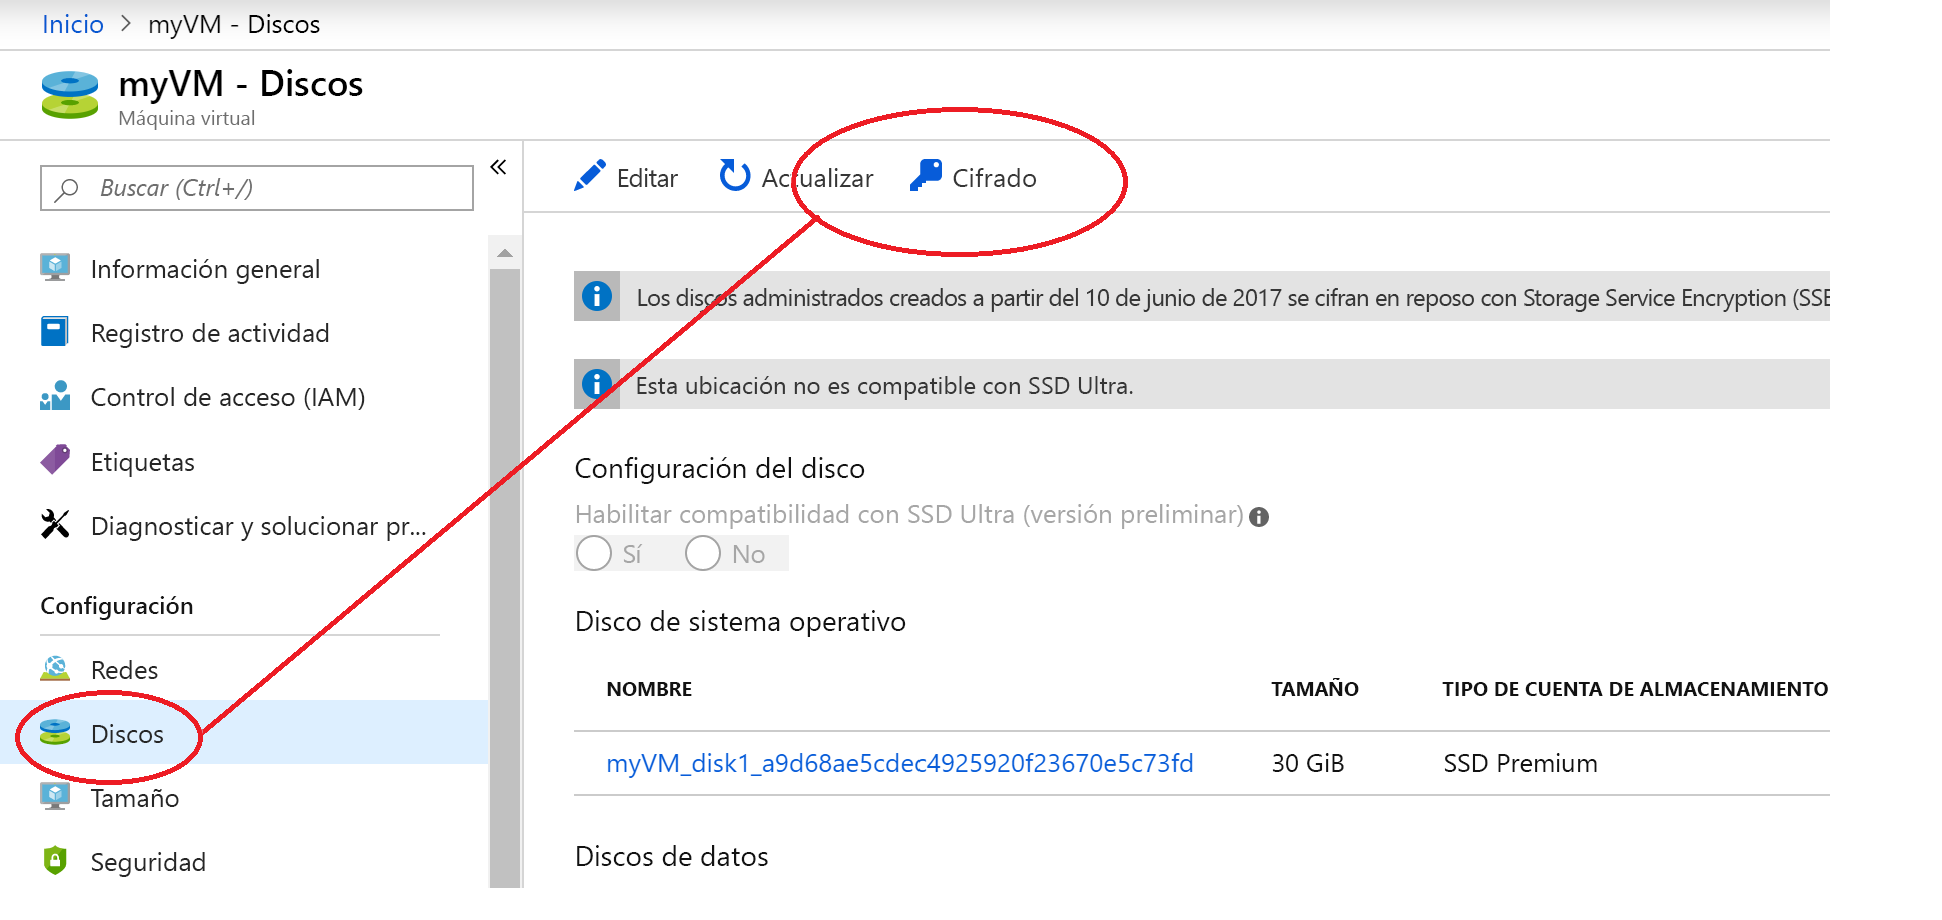 Inicio > myVM - Discos
myVM - Discos
Máquina virtual
Buscar (Ctrl+/)
«
Información general
Registro de actividad
Control de acceso (IAM)
Etiquetas
Diagnosticar y solucionar pr...
Configuración
Redes
Discos
Tamaño
Seguridad
Editar
Actualizar
Cifrado
Los discos administrados creados a partir del 10 de junio de 2017 se cifran en reposo con Storage Service Encryption (SSE
Esta ubicación no es compatible con SSD Ultra.
Configuración del disco
Habilitar compatibilidad con SSD Ultra (versión preliminar)
Sí No
Disco de sistema operativo
NOMBRE TAMAÑO TIPO DE CUENTA DE ALMACENAMIENTO
myVM_disk1_a9d68ae5cdec4925920f23670e5c73fd 30 GiB SSD Premium
Discos de datos